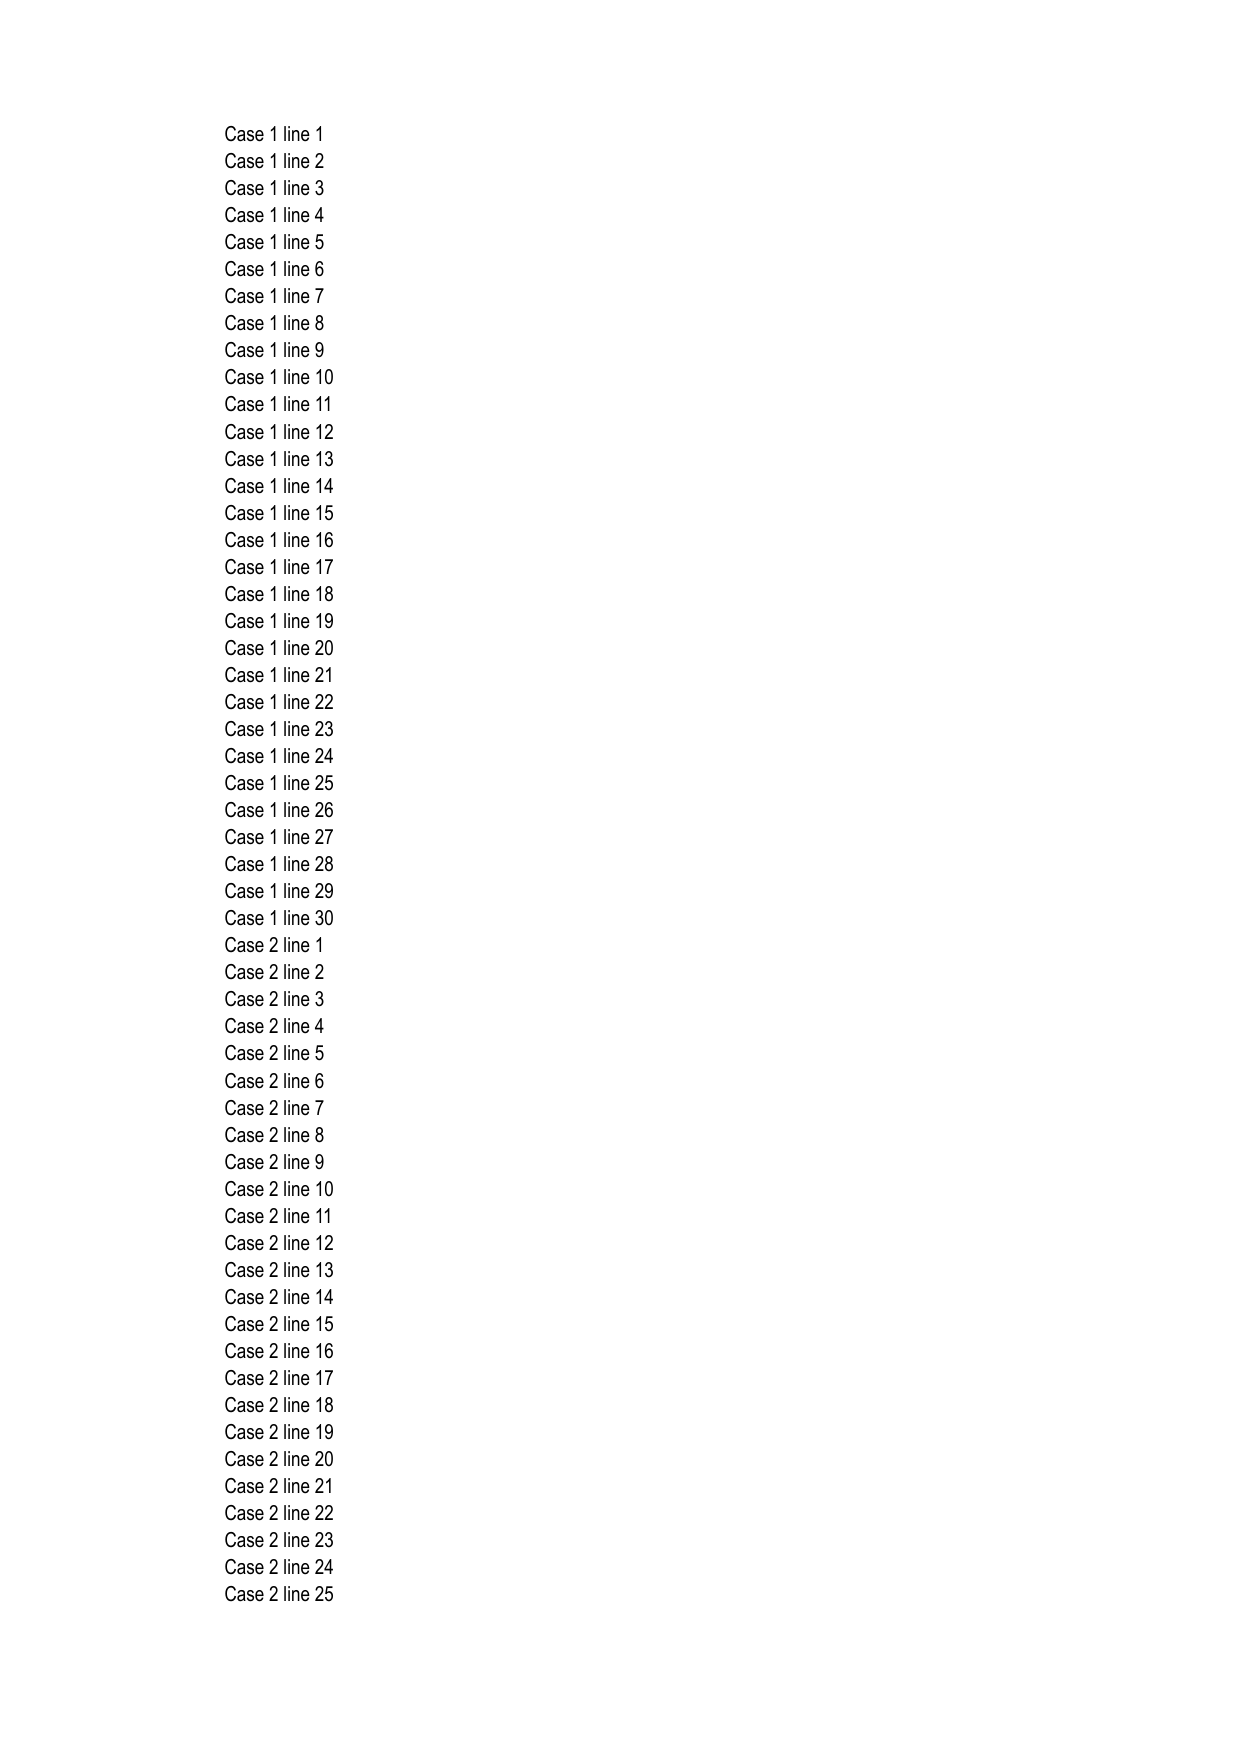 Case 1 line 1
Case 1 line 2
Case 1 line 3
Case 1 line 4
Case 1 line 5
Case 1 line 6
Case 1 line 7
Case 1 line 8
Case 1 line 9
Case 1 line 10
Case 1 line 11
Case 1 line 12
Case 1 line 13
Case 1 line 14
Case 1 line 15
Case 1 line 16
Case 1 line 17
Case 1 line 18
Case 1 line 19
Case 1 line 20
Case 1 line 21
Case 1 line 22
Case 1 line 23
Case 1 line 24
Case 1 line 25
Case 1 line 26
Case 1 line 27
Case 1 line 28
Case 1 line 29
Case 1 line 30
Case 2 line 1
Case 2 line 2
Case 2 line 3
Case 2 line 4
Case 2 line 5
Case 2 line 6
Case 2 line 7
Case 2 line 8
Case 2 line 9
Case 2 line 10
Case 2 line 11
Case 2 line 12
Case 2 line 13
Case 2 line 14
Case 2 line 15
Case 2 line 16
Case 2 line 17
Case 2 line 18
Case 2 line 19
Case 2 line 20
Case 2 line 21
Case 2 line 22
Case 2 line 23
Case 2 line 24
Case 2 line 25